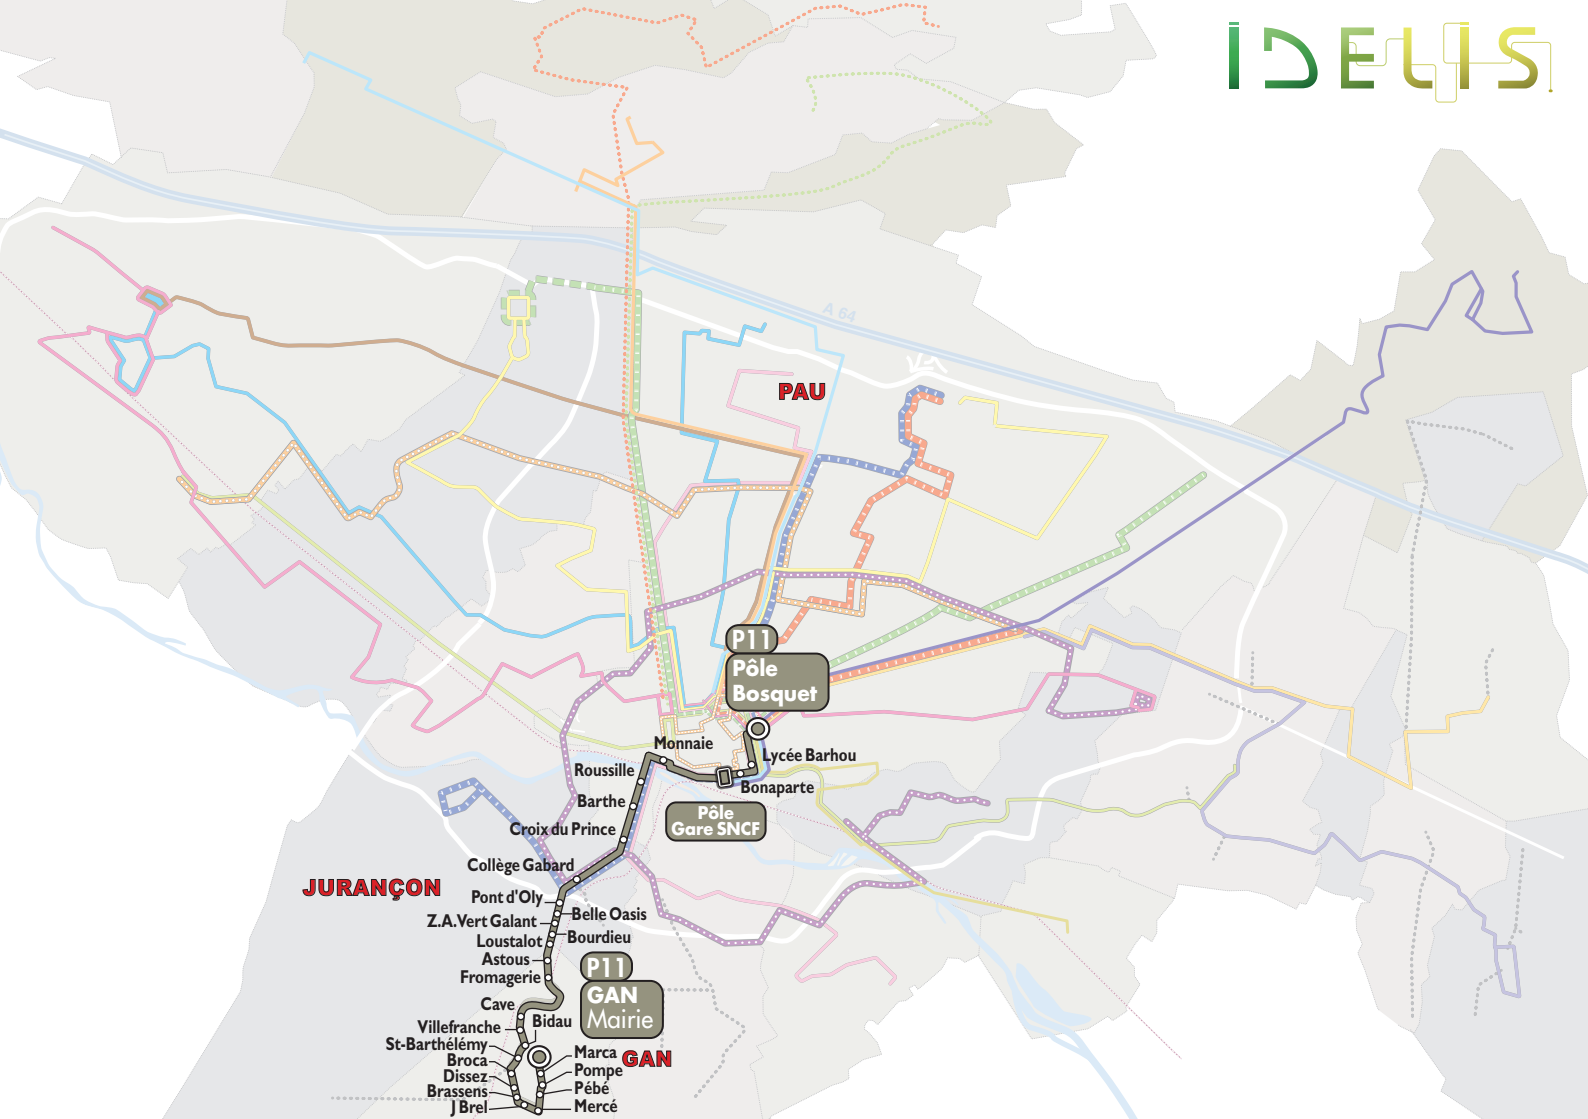 IDELIS
A 64
PAU
P11
Pôle
Bosquet
Monnaie
Lycée Barhou
Roussille
Bonaparte
Barthe
Pôle
Gare SNCF
Croix du Prince
Collège Gabard
JURANÇON
Pont d'Oly
Belle Oasis
Z.A.Vert Galant
Loustalot
Bourdieu
Astous
P11
Fromagerie
GAN
Mairie
Cave
Bidau
Villefranche
St-Barthélémy
Marca
GAN
Broca
Pompe
Dissez
Pébé
Brassens
J Brel
Mercé